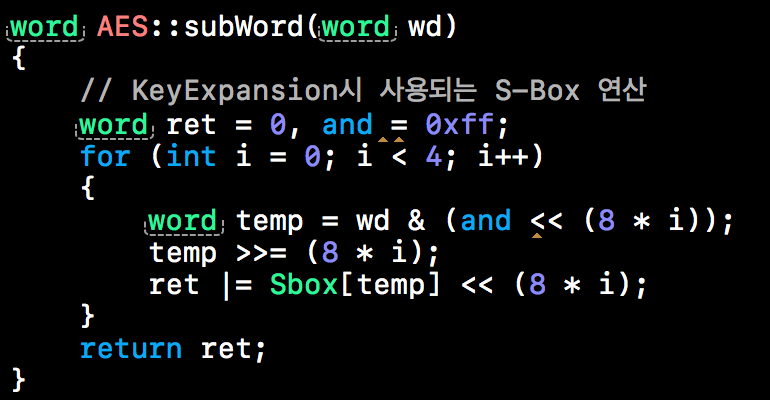 word AES::subWord(word wd)
{
    // KeyExpansion시 사용되는 S-Box 연산
    word ret = 0, and = 0xff;
    for (int i = 0; i < 4; i++)
    {
        word temp = wd & (and << (8 * i));
        temp >>= (8 * i);
        ret |= Sbox[temp] << (8 * i);
    }
    return ret;
}